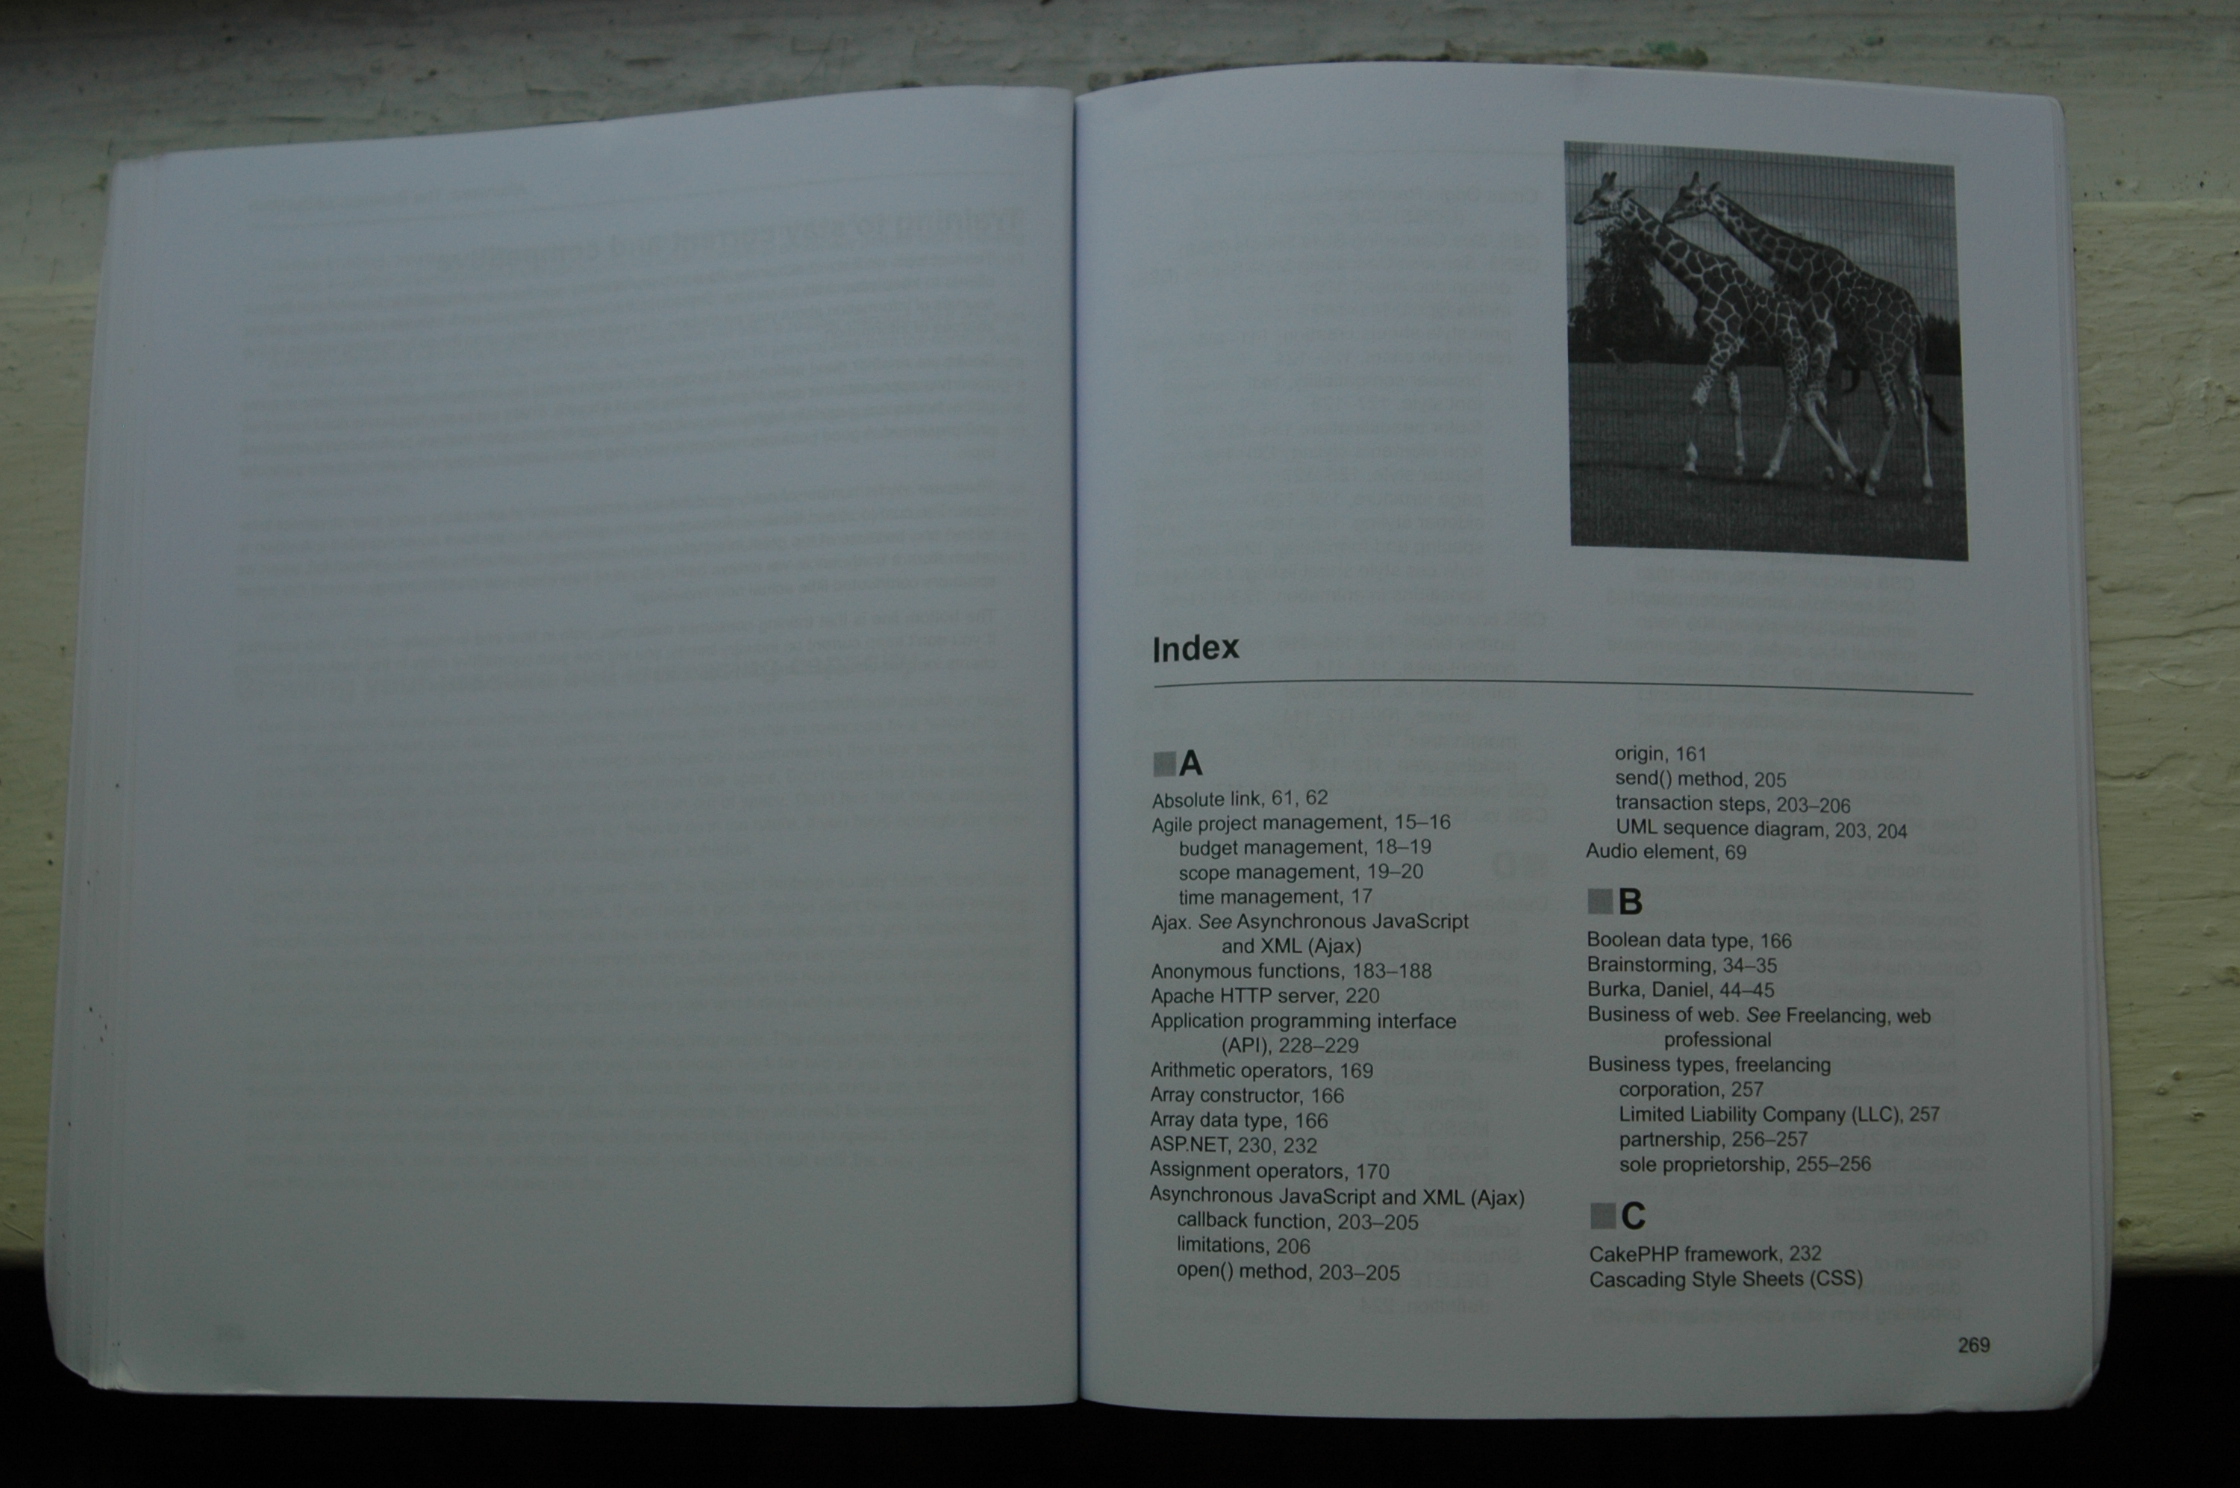 Index
A
Absolute link, 61, 62
Agile project management, 15–16
budget management, 18–19
scope management, 19–20
time management, 17
Ajax. See Asynchronous JavaScript
and XML (Ajax)
Anonymous functions, 183–188
Apache HTTP server, 220
Application programming interface
(API), 228–229
Arithmetic operators, 169
Array constructor, 166
Array data type, 166
ASP.NET, 230, 232
Assignment operators, 170
Asynchronous JavaScript and XML (Ajax)
callback function, 203–205
limitations, 206
open() method, 203–205
origin, 161
send() method, 205
transaction steps, 203–206
UML sequence diagram, 203, 204
Audio element, 69
B
Boolean data type, 166
Brainstorming, 34–35
Burka, Daniel, 44–45
Business of web. See Freelancing, web
professional
Business types, freelancing
corporation, 257
Limited Liability Company (LLC), 257
partnership, 256–257
sole proprietorship, 255–256
C
CakePHP framework, 232
Cascading Style Sheets (CSS)
269